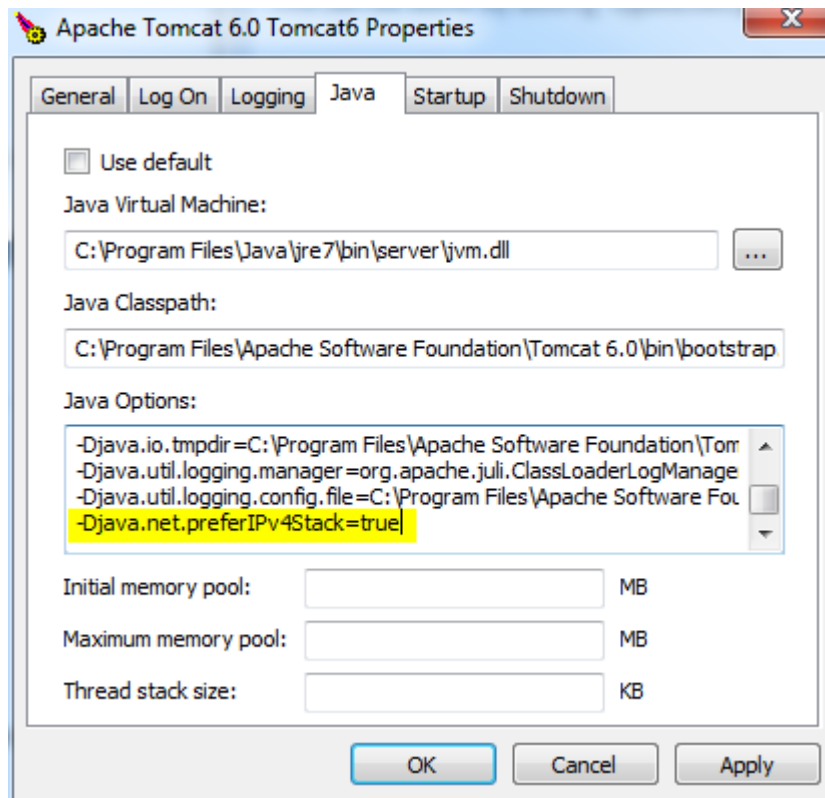 Apache Tomcat 6.0 Tomcat6 Properties
General Log On Logging Java Startup Shutdown
Use default
Java Virtual Machine:
C:\Program Files\Java\jre7\bin\server\jvm.dll
...
Java Classpath:
C:\Program Files\Apache Software Foundation\Tomcat 6.0\bin\bootstrap.
Java Options:
-Djava.io.tmpdir=C:\Program Files\Apache Software Foundation\Tom
-Djava.util.logging.manager=org.apache.juli.ClassLoaderLogManager
-Djava.util.logging.config.file=C:\Program Files\Apache Software Fou
-Djava.net.preferIPv4Stack=true
Initial memory pool: MB
Maximum memory pool: MB
Thread stack size: KB
OK Cancel Apply